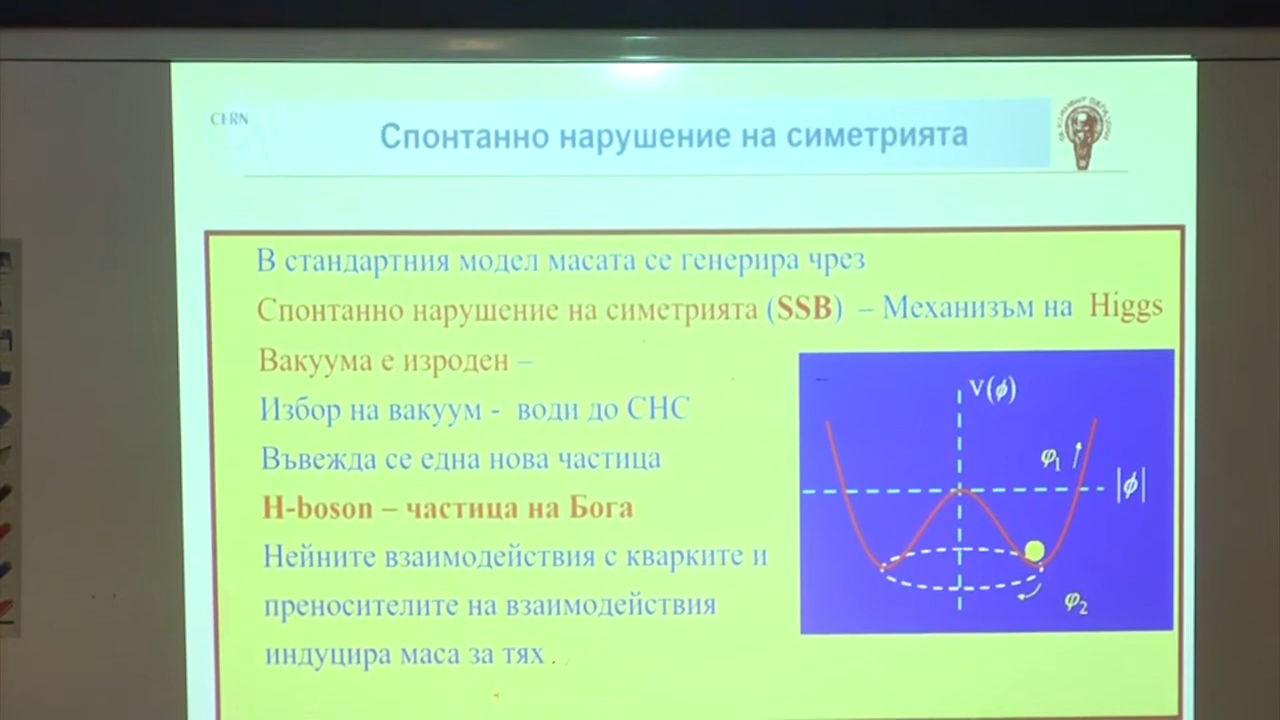 CERN
Спонтанно нарушение на симетрията
В стандартния модел масата се генерира чрез
Спонтанно нарушение на симетрията (SSB) – Механизъм на Higgs
Вакуума е изроден –
Избор на вакуум - води до СНС
Въвежда се една нова частица
H-boson – частица на Бога
Нейните взаимодействия с кварките и
преносителите на взаимодействия
индуцира маса за тях .
V(ϕ)
φ₁
|ϕ|
φ₂